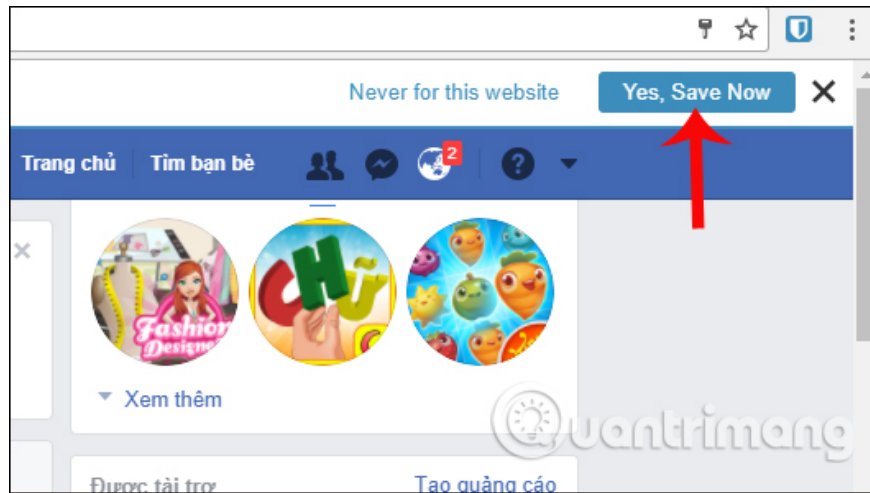 Never for this website Yes, Save Now
Trang chủ Tìm bạn bè 2
Fashion
Designer
CHỮ
Xem thêm
Quantrimang
Được tài trợ Tạo quảng cáo